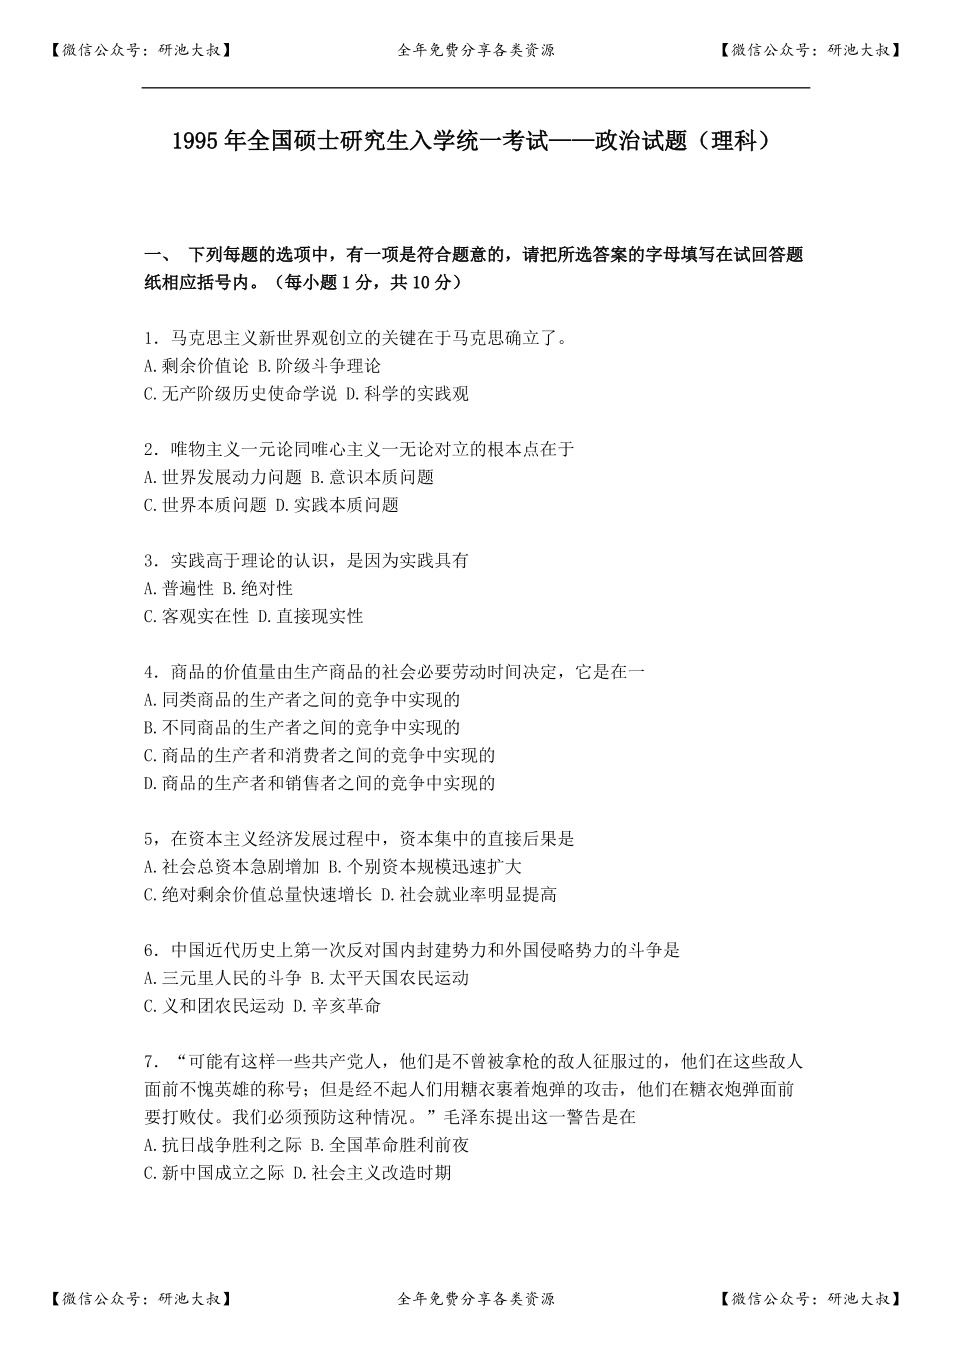 【微信公众号：研池大叔】 全年免费分享各类资源 【微信公众号：研池大叔】
1995 年全国硕士研究生入学统一考试——政治试题（理科）
一、 下列每题的选项中，有一项是符合题意的，请把所选答案的字母填写在试回答题
纸相应括号内。（每小题 1 分，共 10 分）
1．马克思主义新世界观创立的关键在于马克思确立了。
A.剩余价值论 B.阶级斗争理论
C.无产阶级历史使命学说 D.科学的实践观
2．唯物主义一元论同唯心主义一无论对立的根本点在于
A.世界发展动力问题 B.意识本质问题
C.世界本质问题 D.实践本质问题
3．实践高于理论的认识，是因为实践具有
A.普遍性 B.绝对性
C.客观实在性 D.直接现实性
4．商品的价值量由生产商品的社会必要劳动时间决定，它是在一
A.同类商品的生产者之间的竞争中实现的
B.不同商品的生产者之间的竞争中实现的
C.商品的生产者和消费者之间的竞争中实现的
D.商品的生产者和销售者之间的竞争中实现的
5，在资本主义经济发展过程中，资本集中的直接后果是
A.社会总资本急剧增加 B.个别资本规模迅速扩大
C.绝对剩余价值总量快速增长 D.社会就业率明显提高
6．中国近代历史上第一次反对国内封建势力和外国侵略势力的斗争是
A.三元里人民的斗争 B.太平天国农民运动
C.义和团农民运动 D.辛亥革命
7．“可能有这样一些共产党人，他们是不曾被拿枪的敌人征服过的，他们在这些敌人
面前不愧英雄的称号；但是经不起人们用糖衣裹着炮弹的攻击，他们在糖衣炮弹面前
要打败仗。我们必须预防这种情况。”毛泽东提出这一警告是在
A.抗日战争胜利之际 B.全国革命胜利前夜
C.新中国成立之际 D.社会主义改造时期
【微信公众号：研池大叔】 全年免费分享各类资源 【微信公众号：研池大叔】